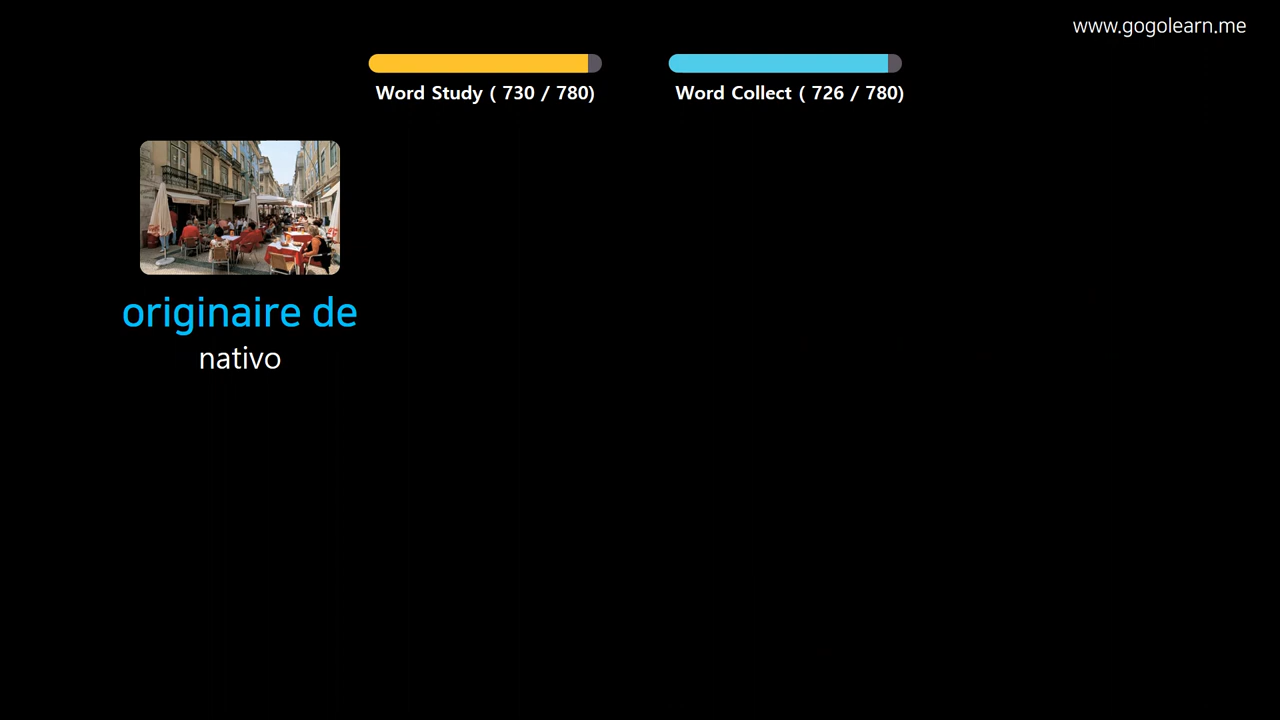 www.gogolearn.me
Word Study ( 730 / 780)
Word Collect ( 726 / 780)
originaire de
nativo